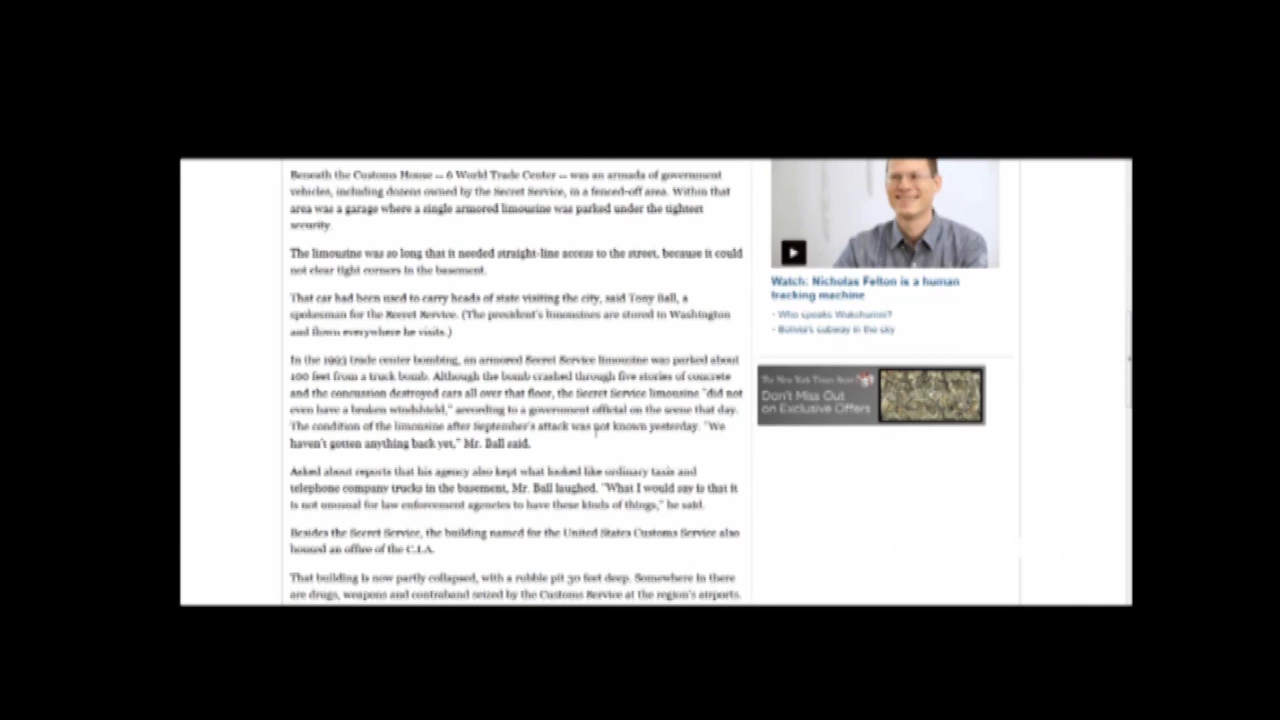 Beneath the Customs House -- 6 World Trade Center -- was an armada of government
vehicles, including dozens owned by the Secret Service, in a fenced-off area. Within that
area was a garage where a single armored limousine was parked under the tightest
security.
The limousine was so long that it needed straight-line access to the street, because it could
not clear tight corners in the basement.
That car had been used to carry heads of state visiting the city, said Tony Ball, a
spokesman for the Secret Service. (The president's limousines are stored in Washington
and flown everywhere he visits.)
In the 1993 trade center bombing, an armored Secret Service limousine was parked about
100 feet from a truck bomb. Although the bomb crashed through five stories of concrete
and the concussion destroyed cars all over that floor, the Secret Service limousine "did not
even have a broken windshield," according to a government official on the scene that day.
The condition of the limousine after September's attack was not known yesterday. "We
haven't gotten anything back yet," Mr. Ball said.
Asked about reports that his agency also kept what looked like ordinary taxis and
telephone company trucks in the basement, Mr. Ball laughed. "What I would say is that it
is not unusual for law enforcement agencies to have these kinds of things," he said.
Besides the Secret Service, the building named for the United States Customs Service also
housed an office of the C.I.A.
That building is now partly collapsed, with a rubble pit 30 feet deep. Somewhere in there
are drugs, weapons and contraband seized by the Customs Service at the region's airports.
Watch: Nicholas Felton is a human
tracking machine
· Who speaks Wukchumni?
· Bolivia's subway in the sky
The New York Times Store
Don't Miss Out
on Exclusive Offers